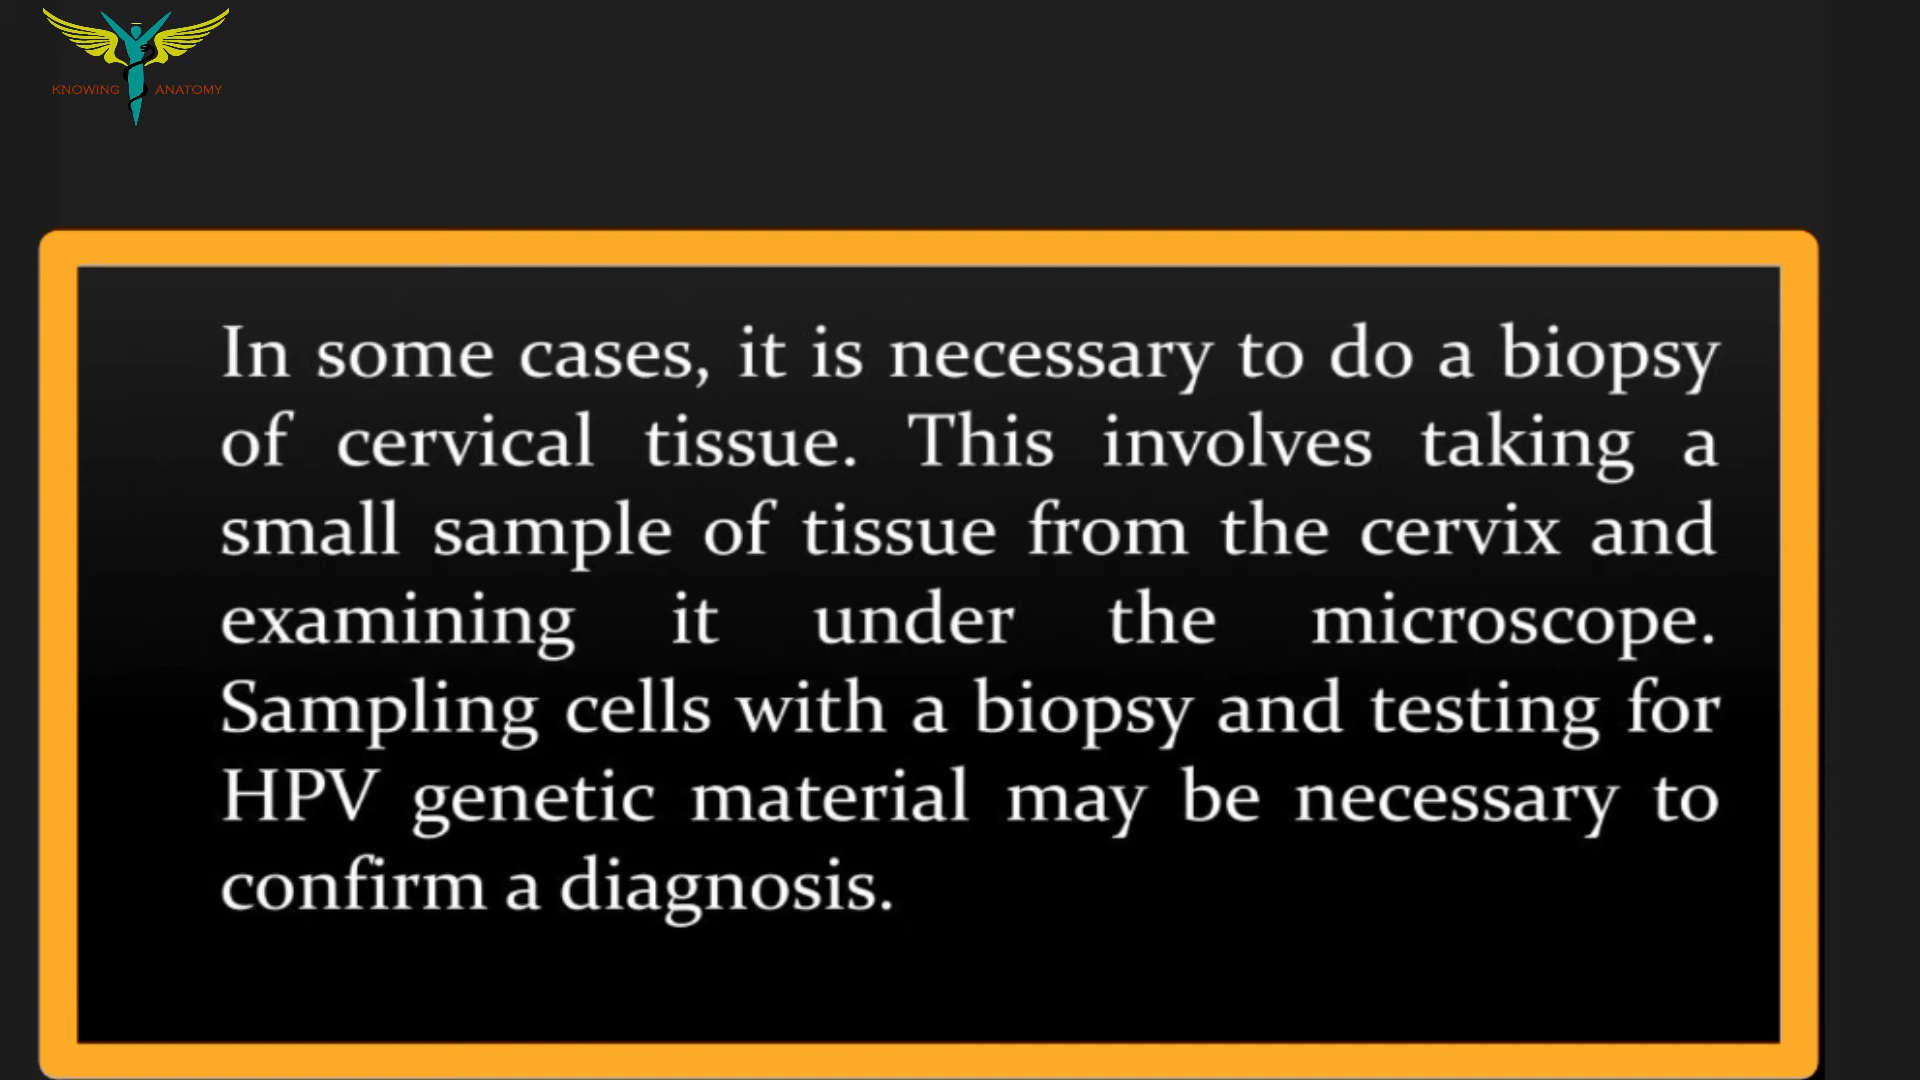 KNOWING ANATOMY
In some cases, it is necessary to do a biopsy
of cervical tissue. This involves taking a
small sample of tissue from the cervix and
examining it under the microscope.
Sampling cells with a biopsy and testing for
HPV genetic material may be necessary to
confirm a diagnosis.